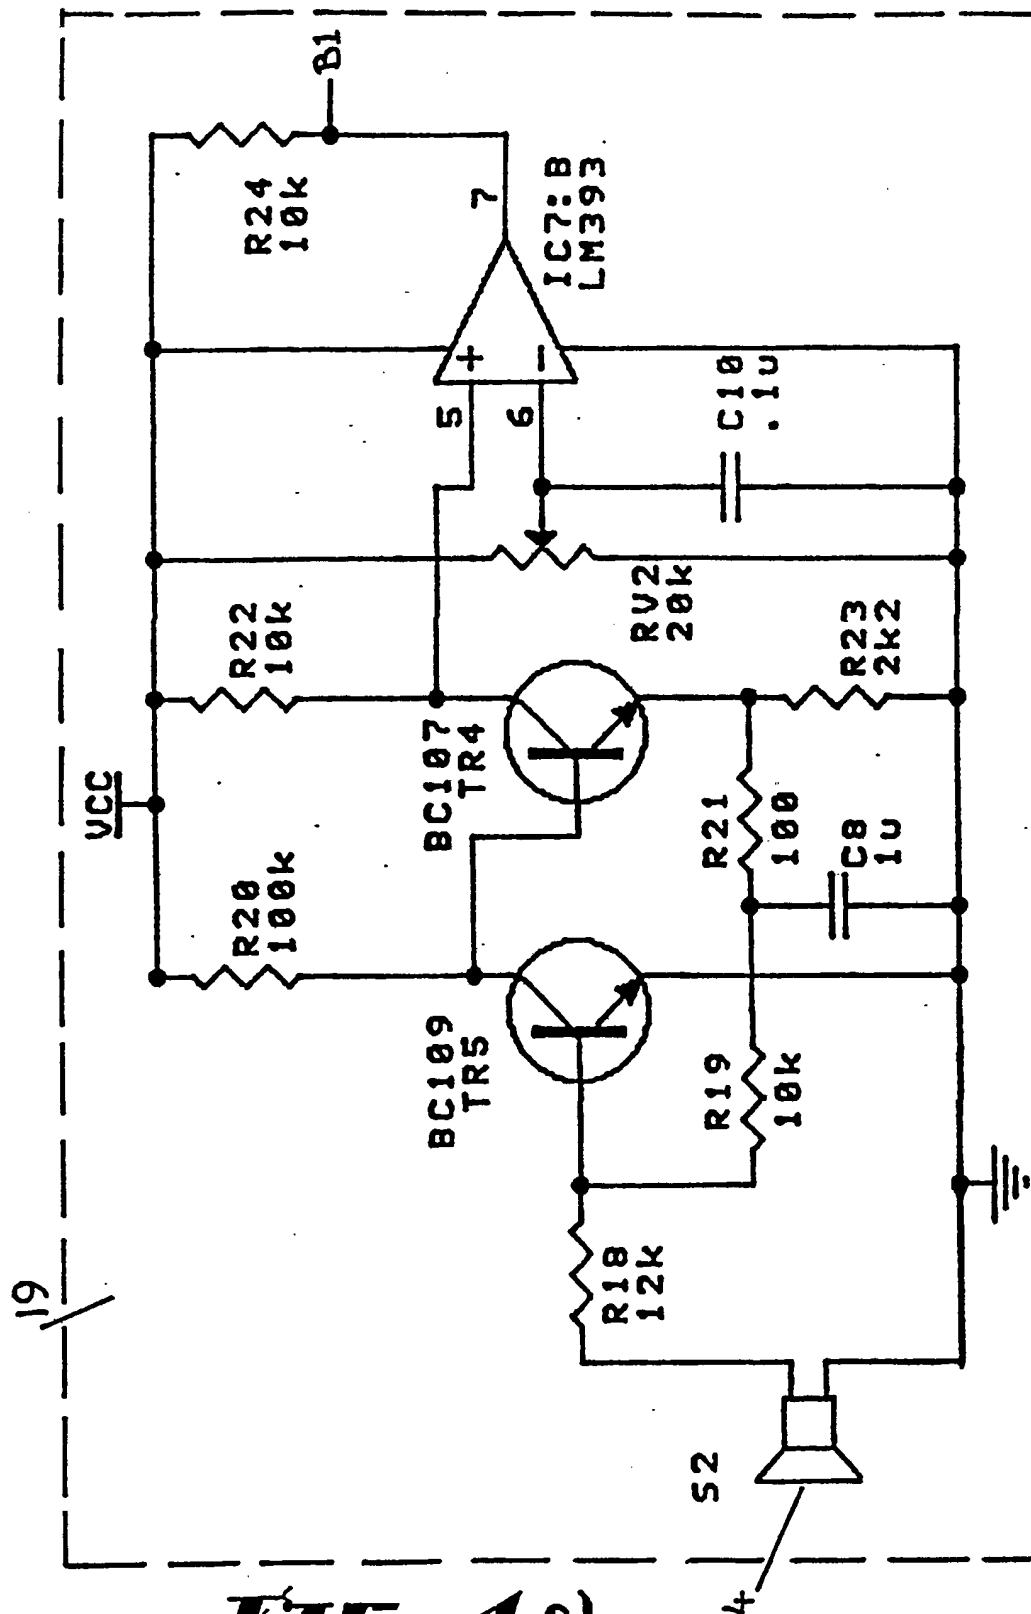 19
VCC
R20
100k
R22
10k
R24
10k
B1
BC109
TR5
BC107
TR4
5
6
7
+
−
IC7:B
LM393
R18
12k
R19
10k
R21
100
C8
1u
RV2
20k
R23
2k2
C10
.1u
S2
4